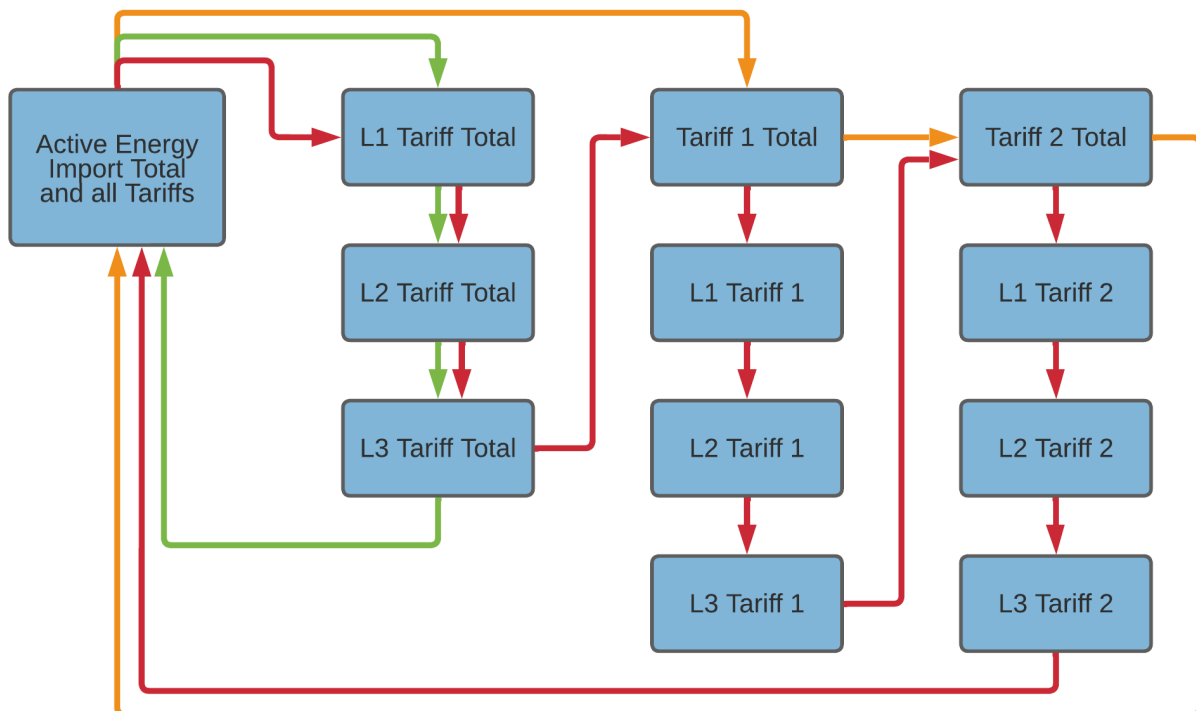 Active Energy
Import Total
and all Tariffs
L1 Tariff Total
L2 Tariff Total
L3 Tariff Total
Tariff 1 Total
L1 Tariff 1
L2 Tariff 1
L3 Tariff 1
Tariff 2 Total
L1 Tariff 2
L2 Tariff 2
L3 Tariff 2